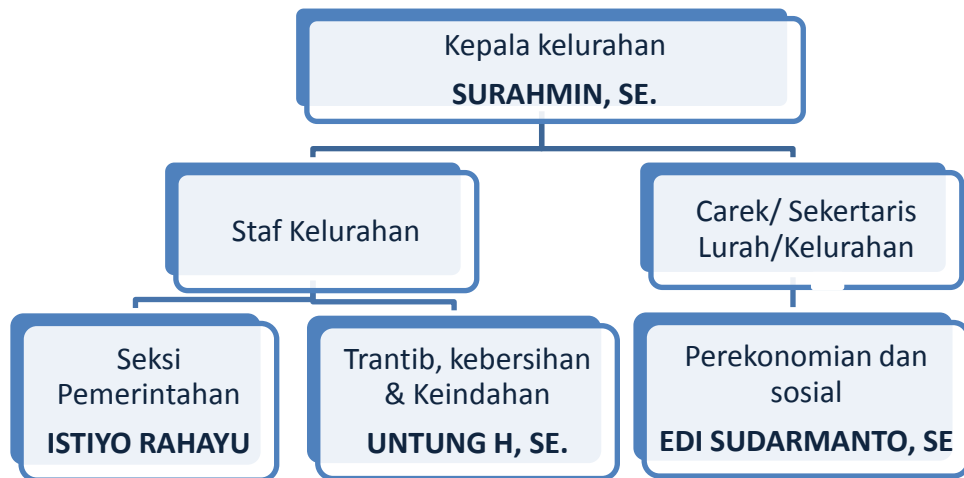 Kepala kelurahan
SURAHMIN, SE.
Staf Kelurahan
Carek/ Sekertaris
Lurah/Kelurahan
Seksi
Pemerintahan
ISTIYO RAHAYU
Trantib, kebersihan
& Keindahan
UNTUNG H, SE.
Perekonomian dan
sosial
EDI SUDARMANTO, SE